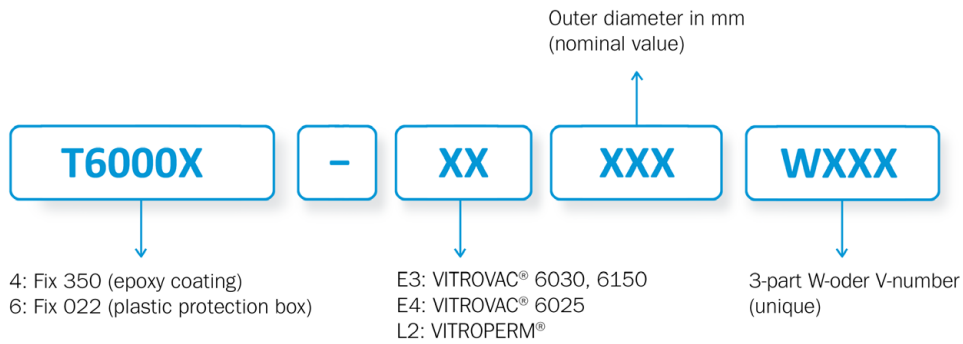 Outer diameter in mm
(nominal value)
T6000X – XX XXX WXXX
4: Fix 350 (epoxy coating)
6: Fix 022 (plastic protection box)
E3: VITROVAC® 6030, 6150
E4: VITROVAC® 6025
L2: VITROPERM®
3-part W-oder V-number
(unique)